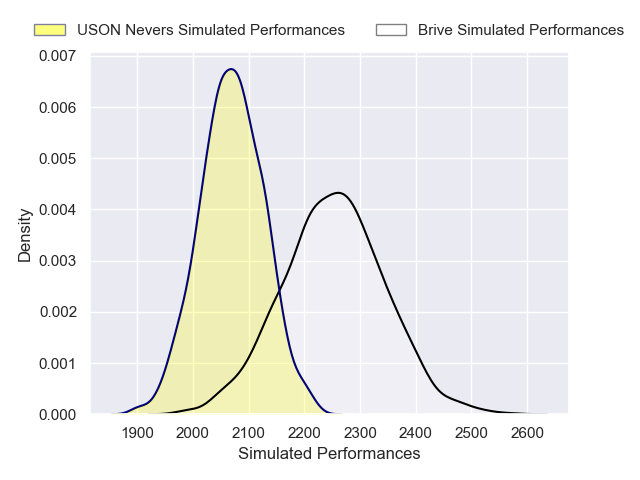 USON Nevers Simulated Performances
Brive Simulated Performances
0.007
0.006
0.005
0.004
0.003
0.002
0.001
0.000
Density
1900 2000 2100 2200 2300 2400 2500 2600
Simulated Performances